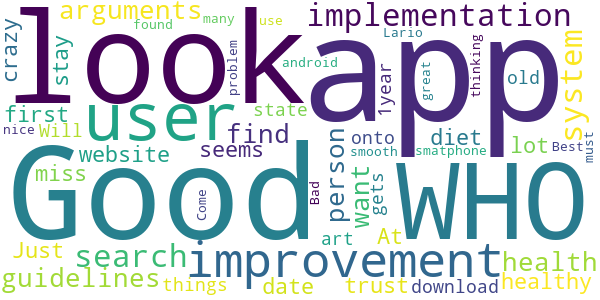 look
app
Good
WHO
user
improvement
implementation
arguments
crazy
stay
found
many
use
Lario
problem
android
1year
great
thinking
old
system
first
nice
Will
state
find
website
seems
person
onto
smooth
diet
smatphone
lot
Best
must
miss
want
gets
Come
Bad
art
At
Just
search
guidelines
things
date
trust
download
health
healthy